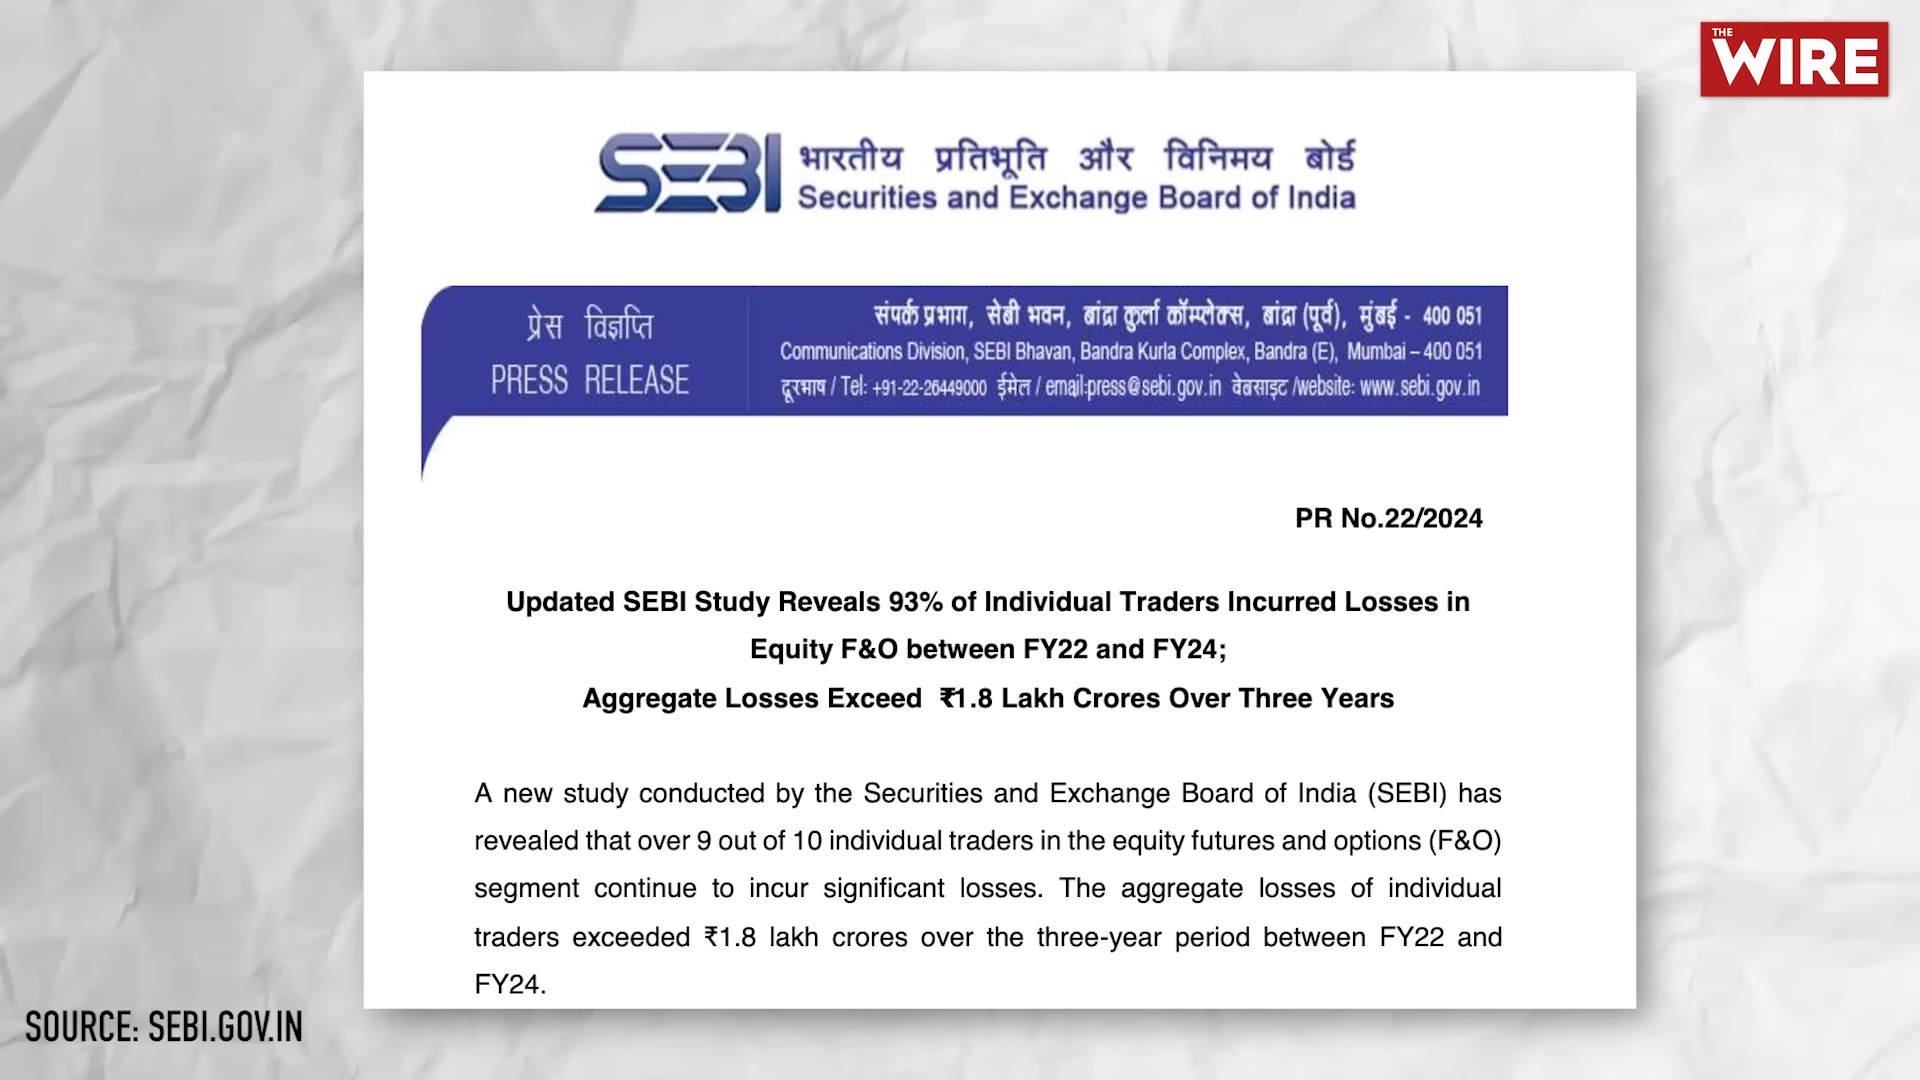 THE
WIRE
SEBI
भारतीय प्रतिभूति और विनिमय बोर्ड
Securities and Exchange Board of India
प्रेस विज्ञप्ति
PRESS RELEASE
संपर्क प्रभाग, सेबी भवन, बांद्रा कुर्ला कॉम्प्लेक्स, बांद्रा (पूर्व), मुंबई - 400 051
Communications Division, SEBI Bhavan, Bandra Kurla Complex, Bandra (E), Mumbai – 400 051
दूरभाष / Tel: +91-22-26449000 ईमेल / email:press@sebi.gov.in वेबसाइट /website: www.sebi.gov.in
PR No.22/2024
Updated SEBI Study Reveals 93% of Individual Traders Incurred Losses in
Equity F&O between FY22 and FY24;
Aggregate Losses Exceed ₹1.8 Lakh Crores Over Three Years
A new study conducted by the Securities and Exchange Board of India (SEBI) has
revealed that over 9 out of 10 individual traders in the equity futures and options (F&O)
segment continue to incur significant losses. The aggregate losses of individual
traders exceeded ₹1.8 lakh crores over the three-year period between FY22 and
FY24.
SOURCE: SEBI.GOV.IN